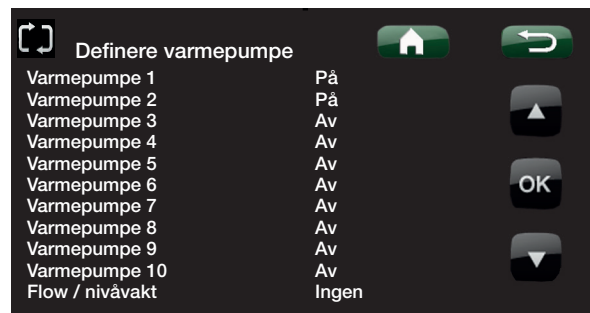 Definere varmepumpe
Varmepumpe 1 På
Varmepumpe 2 På
Varmepumpe 3 Av
Varmepumpe 4 Av
Varmepumpe 5 Av
Varmepumpe 6 Av
Varmepumpe 7 Av
Varmepumpe 8 Av
Varmepumpe 9 Av
Varmepumpe 10 Av
Flow / nivåvakt Ingen
OK